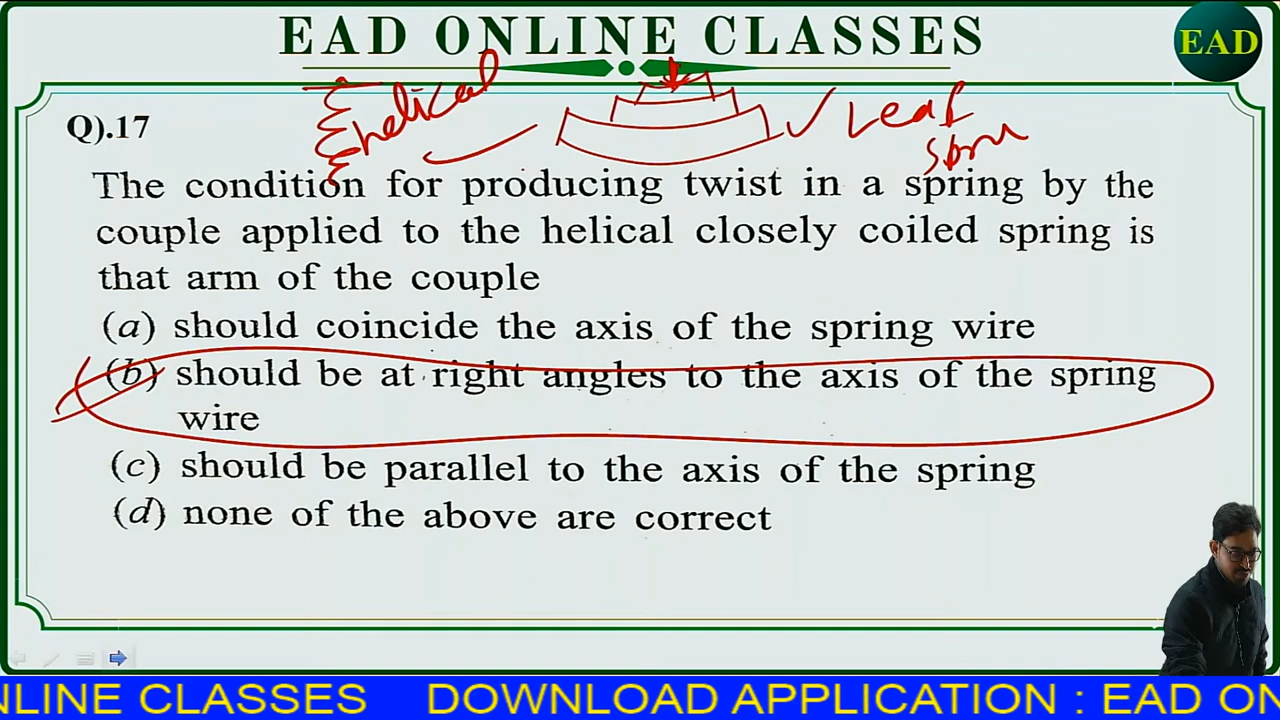 EAD ONLINE CLASSES
EAD
Q).17
helical
Leaf
The condition for producing twist in a spring by the
couple applied to the helical closely coiled spring is
that arm of the couple
(a) should coincide the axis of the spring wire
(b) should be at right angles to the axis of the spring
wire
(c) should be parallel to the axis of the spring
(d) none of the above are correct
NLINE CLASSES DOWNLOAD APPLICATION : EAD ON